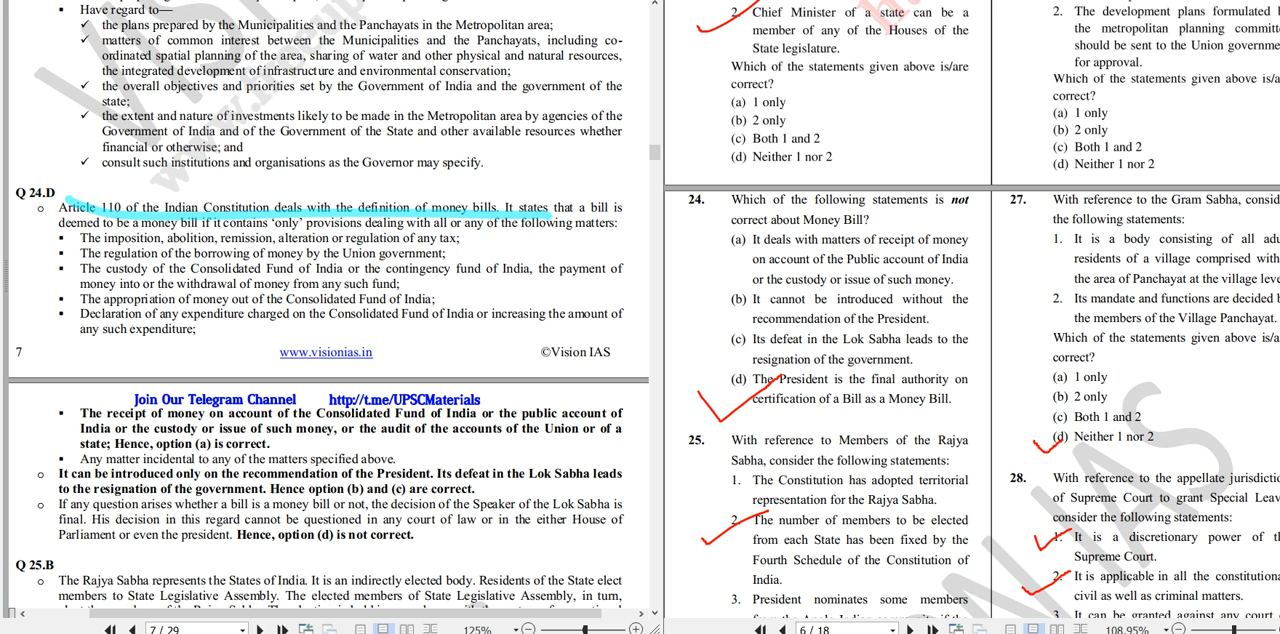 Have regard to—
the plans prepared by the Municipalities and the Panchayats in the Metropolitan area;
matters of common interest between the Municipalities and the Panchayats, including co-
ordinated spatial planning of the area, sharing of water and other physical and natural resources,
the integrated development of infrastructure and environmental conservation;
the overall objectives and priorities set by the Government of India and the government of the
state;
the extent and nature of investments likely to be made in the Metropolitan area by agencies of the
Government of India and of the Government of the State and other available resources whether
financial or otherwise; and
consult such institutions and organisations as the Governor may specify.
Q 24.D
Article 110 of the Indian Constitution deals with the definition of money bills. It states that a bill is
deemed to be a money bill if it contains ‘only’ provisions dealing with all or any of the following matters:
The imposition, abolition, remission, alteration or regulation of any tax;
The regulation of the borrowing of money by the Union government;
The custody of the Consolidated Fund of India or the contingency fund of India, the payment of
money into or the withdrawal of money from any such fund;
The appropriation of money out of the Consolidated Fund of India;
Declaration of any expenditure charged on the Consolidated Fund of India or increasing the amount of
any such expenditure;
7 www.visionias.in ©Vision IAS
Join Our Telegram Channel http://t.me/UPSCMaterials
The receipt of money on account of the Consolidated Fund of India or the public account of
India or the custody or issue of such money, or the audit of the accounts of the Union or of a
state; Hence, option (a) is correct.
Any matter incidental to any of the matters specified above.
It can be introduced only on the recommendation of the President. Its defeat in the Lok Sabha leads
to the resignation of the government. Hence option (b) and (c) are correct.
If any question arises whether a bill is a money bill or not, the decision of the Speaker of the Lok Sabha is
final. His decision in this regard cannot be questioned in any court of law or in the either House of
Parliament or even the president. Hence, option (d) is not correct.
Q 25.B
The Rajya Sabha represents the States of India. It is an indirectly elected body. Residents of the State elect
members to State Legislative Assembly. The elected members of State Legislative Assembly, in turn,
7 / 29
125%
2. Chief Minister of a state can be a
member of any of the Houses of the
State legislature.
Which of the statements given above is/are
correct?
(a) 1 only
(b) 2 only
(c) Both 1 and 2
(d) Neither 1 nor 2
24. Which of the following statements is not
correct about Money Bill?
(a) It deals with matters of receipt of money
on account of the Public account of India
or the custody or issue of such money.
(b) It cannot be introduced without the
recommendation of the President.
(c) Its defeat in the Lok Sabha leads to the
resignation of the government.
(d) The President is the final authority on
certification of a Bill as a Money Bill.
25. With reference to Members of the Rajya
Sabha, consider the following statements:
1. The Constitution has adopted territorial
representation for the Rajya Sabha.
2. The number of members to be elected
from each State has been fixed by the
Fourth Schedule of the Constitution of
India.
3. President nominates some members
6 / 18
108.95%
2. The development plans formulated
the metropolitan planning committ
should be sent to the Union governme
for approval.
Which of the statements given above is/a
correct?
(a) 1 only
(b) 2 only
(c) Both 1 and 2
(d) Neither 1 nor 2
27. With reference to the Gram Sabha, consid
the following statements:
1. It is a body consisting of all adu
residents of a village comprised with
the area of Panchayat at the village leve
2. Its mandate and functions are decided
the members of the Village Panchayat.
Which of the statements given above is/a
correct?
(a) 1 only
(b) 2 only
(c) Both 1 and 2
(d) Neither 1 nor 2
28. With reference to the appellate jurisdictio
of Supreme Court to grant Special Leav
consider the following statements:
1. It is a discretionary power of th
Supreme Court.
2. It is applicable in all the constitutiona
civil as well as criminal matters.
3. It can be granted against any court